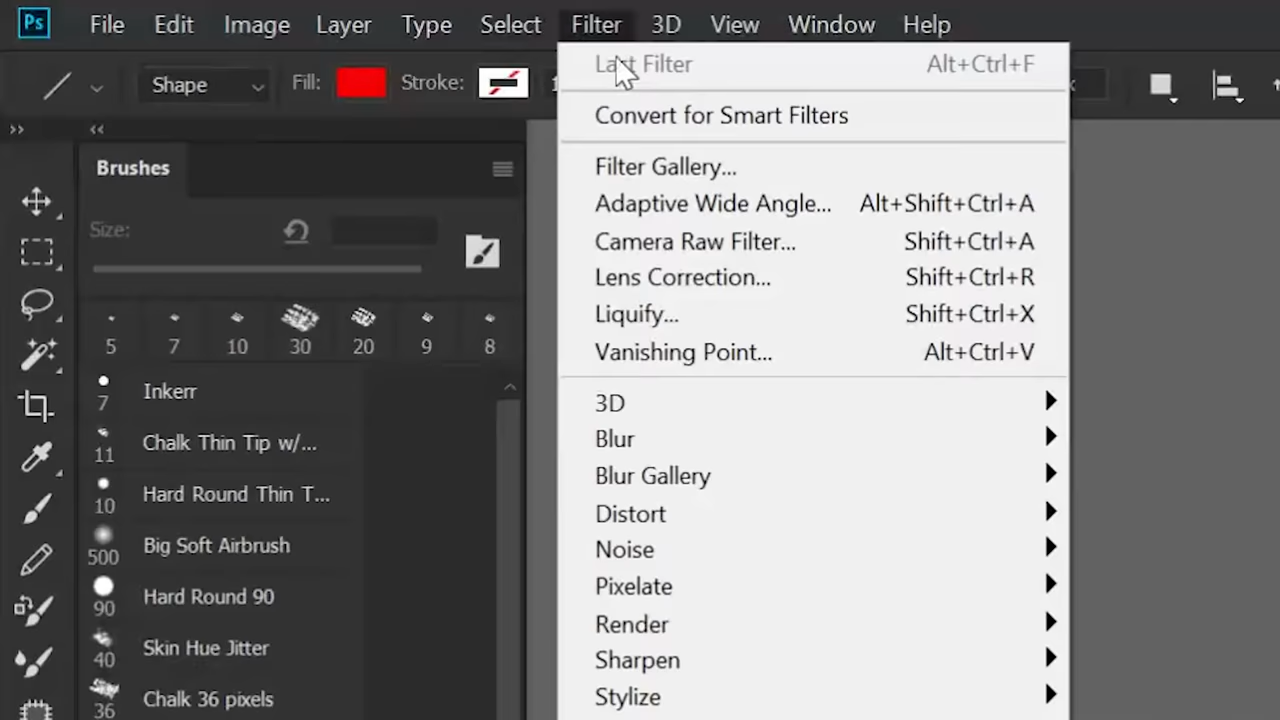 Ps File Edit Image Layer Type Select Filter 3D View Window Help
Shape Fill: Stroke:
Last Filter Alt+Ctrl+F
Convert for Smart Filters
Filter Gallery...
Adaptive Wide Angle... Alt+Shift+Ctrl+A
Camera Raw Filter... Shift+Ctrl+A
Lens Correction... Shift+Ctrl+R
Liquify... Shift+Ctrl+X
Vanishing Point... Alt+Ctrl+V
3D
Blur
Blur Gallery
Distort
Noise
Pixelate
Render
Sharpen
Stylize
Brushes
Size:
5 7 10 30 20 9 8
Inkerr
7
Chalk Thin Tip w/...
11
Hard Round Thin T...
10
Big Soft Airbrush
500
Hard Round 90
90
Skin Hue Jitter
40
Chalk 36 pixels
36